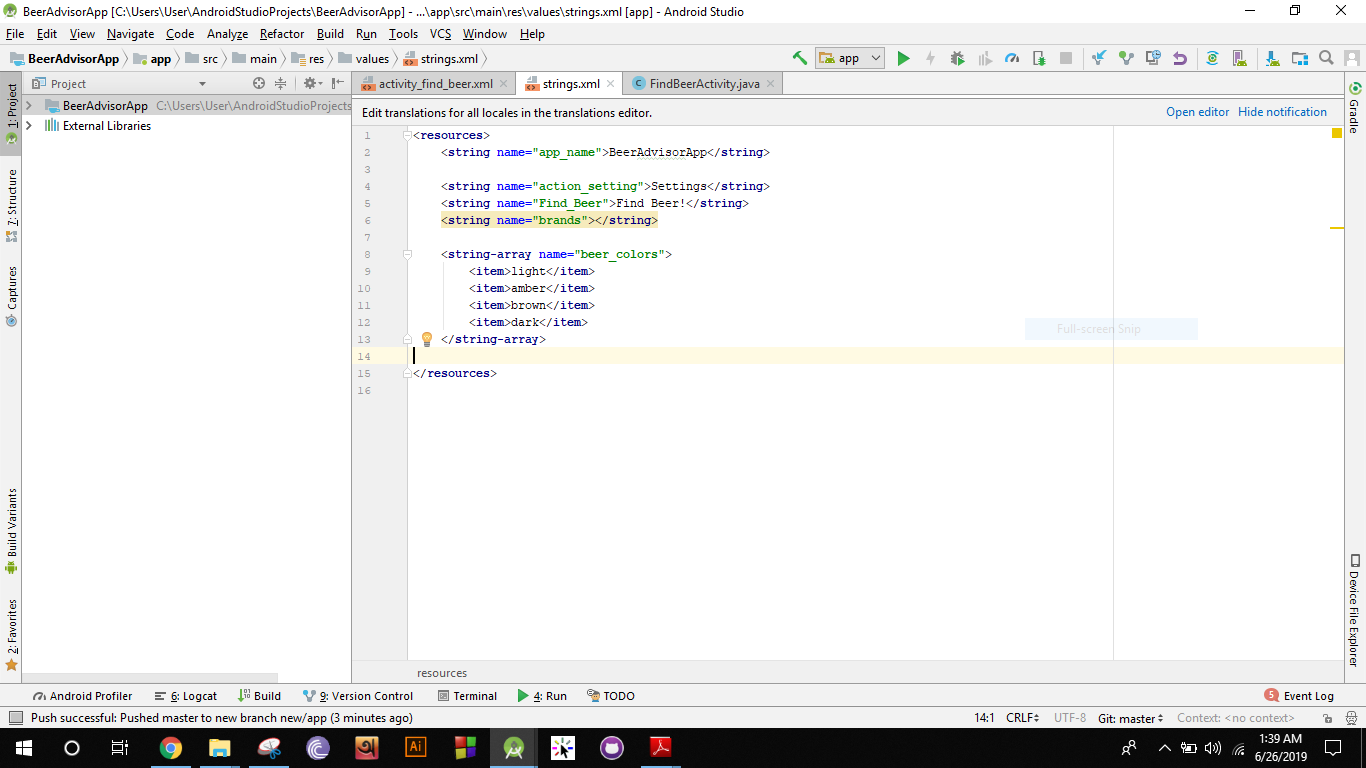 BeerAdvisorApp [C:\Users\User\AndroidStudioProjects\BeerAdvisorApp] - ...\app\src\main\res\values\strings.xml [app] - Android Studio
File Edit View Navigate Code Analyze Refactor Build Run Tools VCS Window Help
BeerAdvisorApp app src main res values strings.xml app
Project activity_find_beer.xml strings.xml FindBeerActivity.java
BeerAdvisorApp C:\Users\User\AndroidStudioProjects
External Libraries
Edit translations for all locales in the translations editor. Open editor Hide notification
1 <resources>
2 <string name="app_name">BeerAdvisorApp</string>
3
4 <string name="action_setting">Settings</string>
5 <string name="Find_Beer">Find Beer!</string>
6 <string name="brands"></string>
7
8 <string-array name="beer_colors">
9 <item>light</item>
10 <item>amber</item>
11 <item>brown</item>
12 <item>dark</item>
13 </string-array>
14
15 </resources>
16
Full-screen Snip
resources
1: Project
7: Structure
Captures
Build Variants
2: Favorites
Gradle
Device File Explorer
Android Profiler 6: Logcat Build 9: Version Control Terminal 4: Run TODO 5 Event Log
Push successful: Pushed master to new branch new/app (3 minutes ago) 14:1 CRLF UTF-8 Git: master Context: <no context>
Ai
1:39 AM
6/26/2019